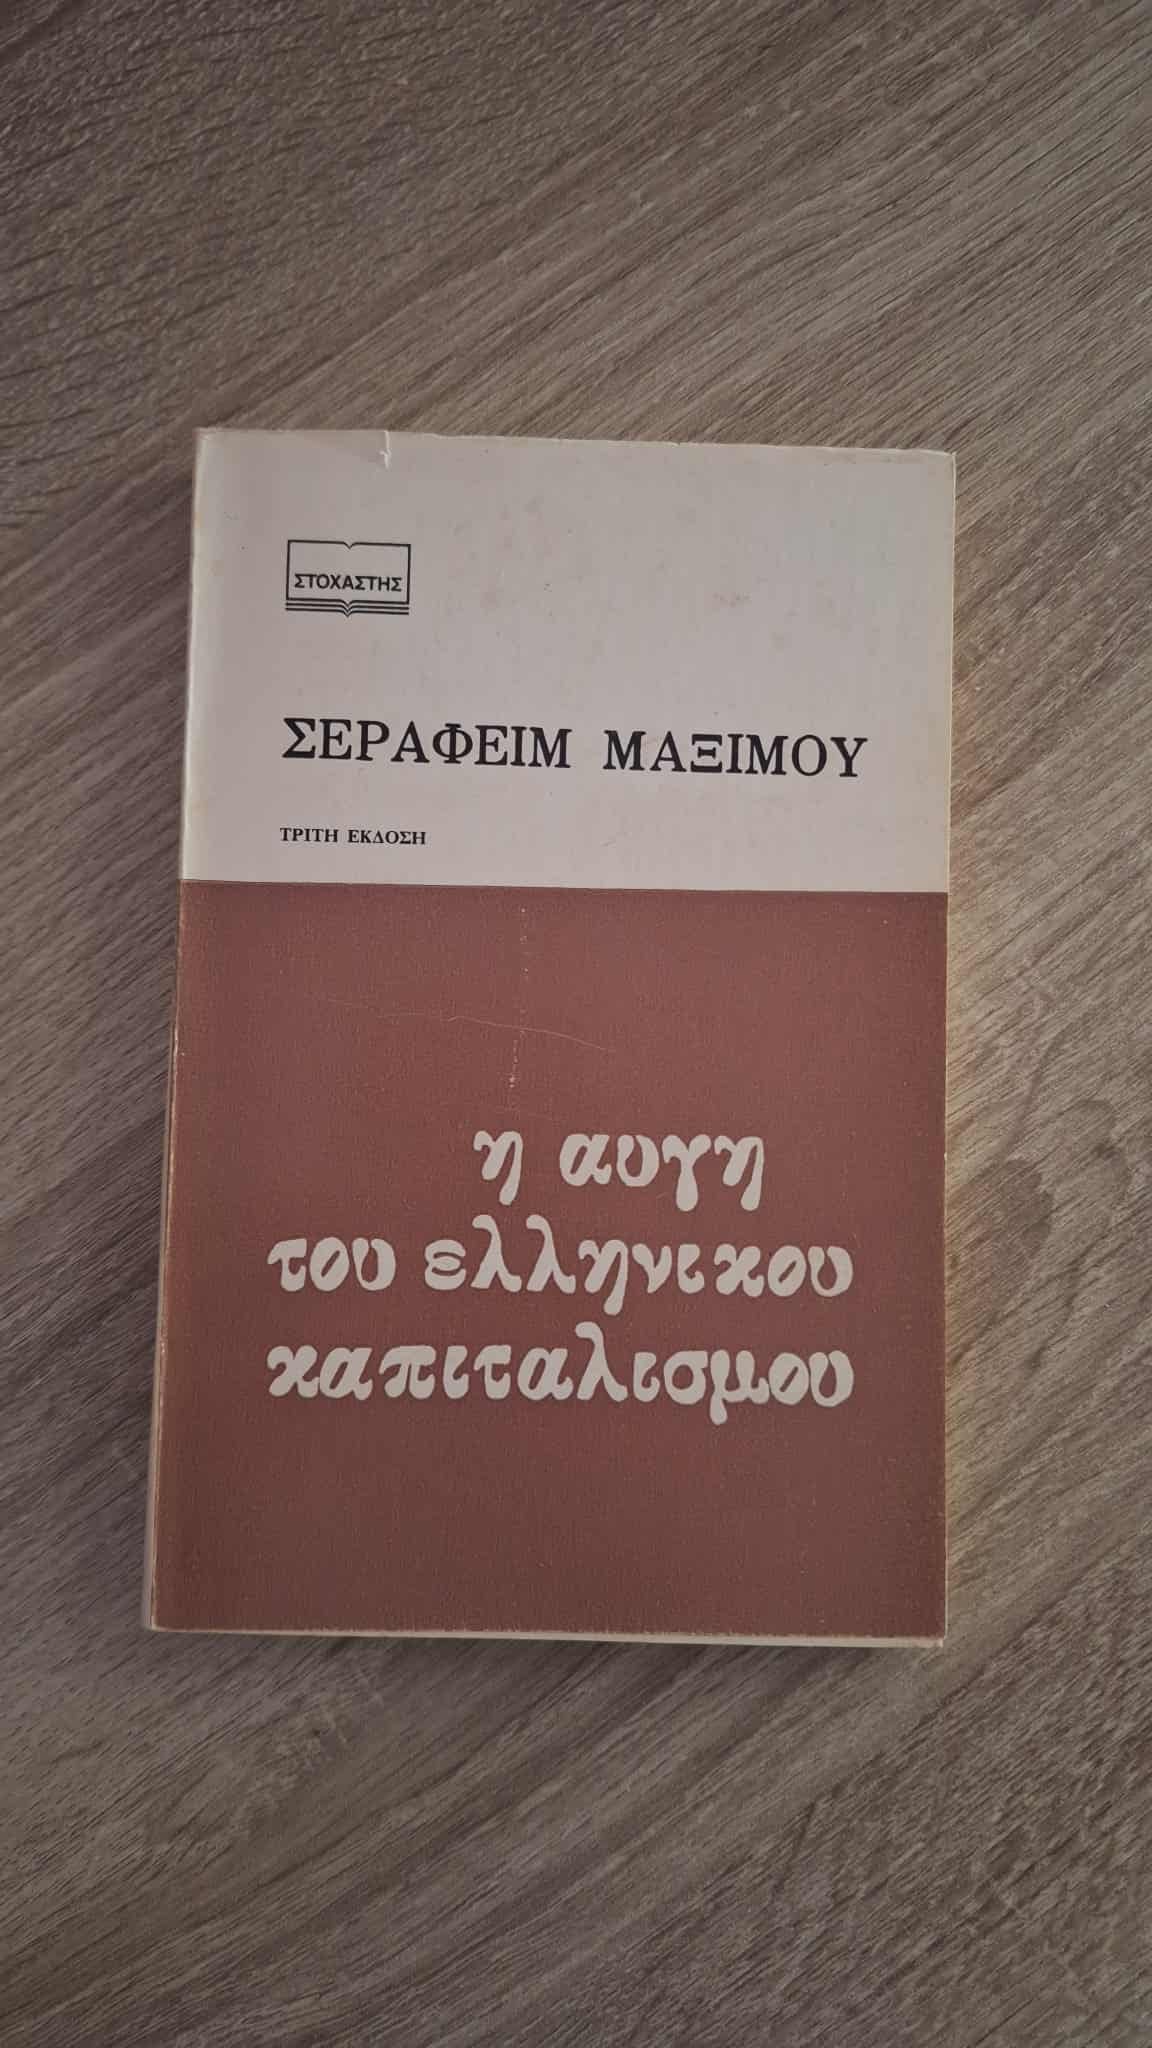 ΣΤΟΧΑΣΤΗΣ
ΣΕΡΑΦΕΙΜ ΜΑΞΙΜΟΥ
ΤΡΙΤΗ ΕΚΔΟΣΗ
η αυγη
του ελληνικου
καπιταλισμου